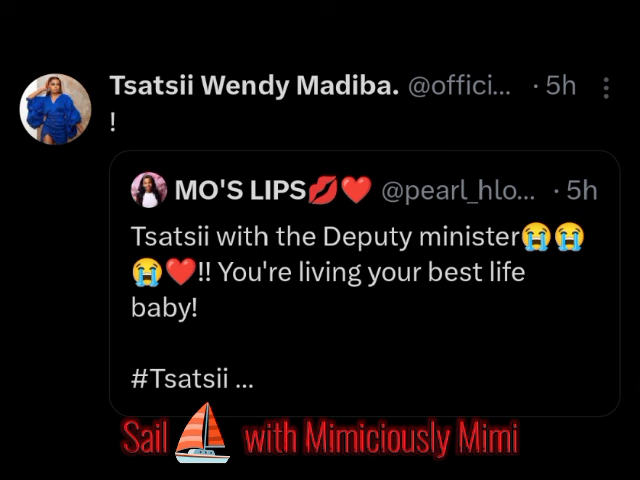 Tsatsii Wendy Madiba. @offici... · 5h
!
MO'S LIPS💋❤️ @pearl_hlo... · 5h
Tsatsii with the Deputy minister😭😭
😭❤️!! You're living your best life
baby!
#Tsatsii ...
Sail ⛵ with Mimiciously Mimi